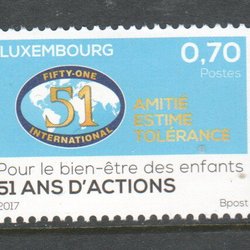 LUXEMBOURG
0,70
Postes
FIFTY-ONE
51
INTERNATIONAL
AMITIÉ
ESTIME
TOLÉRANCE
Pour le bien-être des enfants
51 ANS D'ACTIONS
2017
Bpost